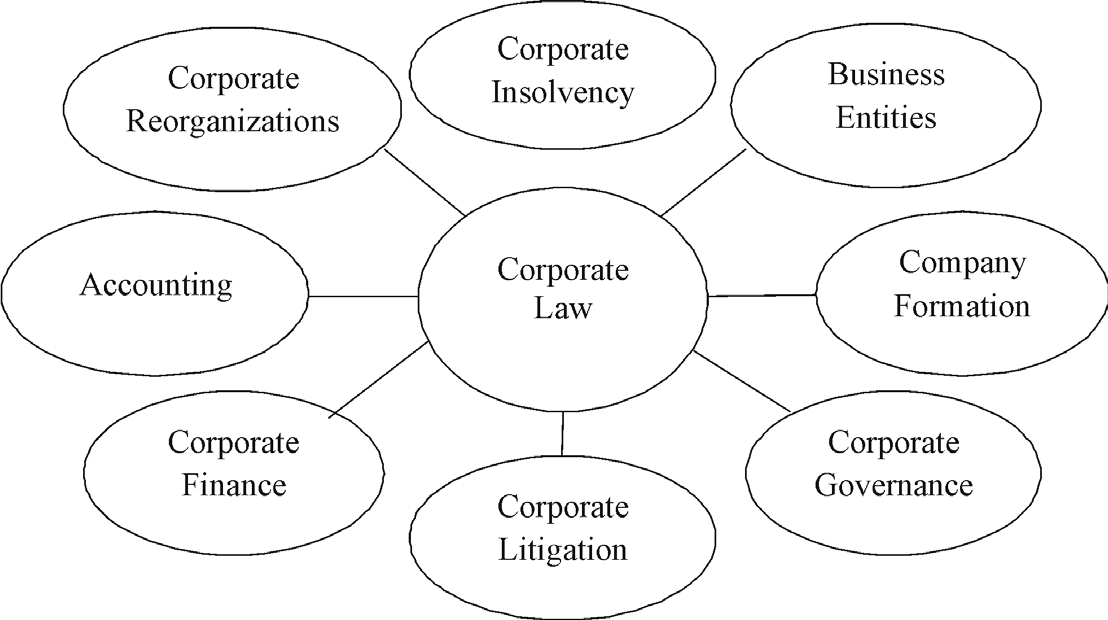 Corporate
Insolvency
Corporate
Reorganizations
Business
Entities
Accounting
Corporate
Law
Company
Formation
Corporate
Finance
Corporate
Litigation
Corporate
Governance